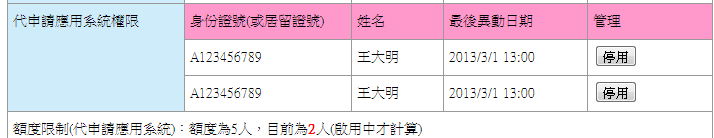 代申請應用系統權限 身份證號(或居留證號) 姓名 最後異動日期 管理
A123456789 王大明 2013/3/1 13:00 停用
A123456789 王大明 2013/3/1 13:00 停用
額度限制(代申請應用系統)：額度為5人，目前為2人(啟用中才計算)